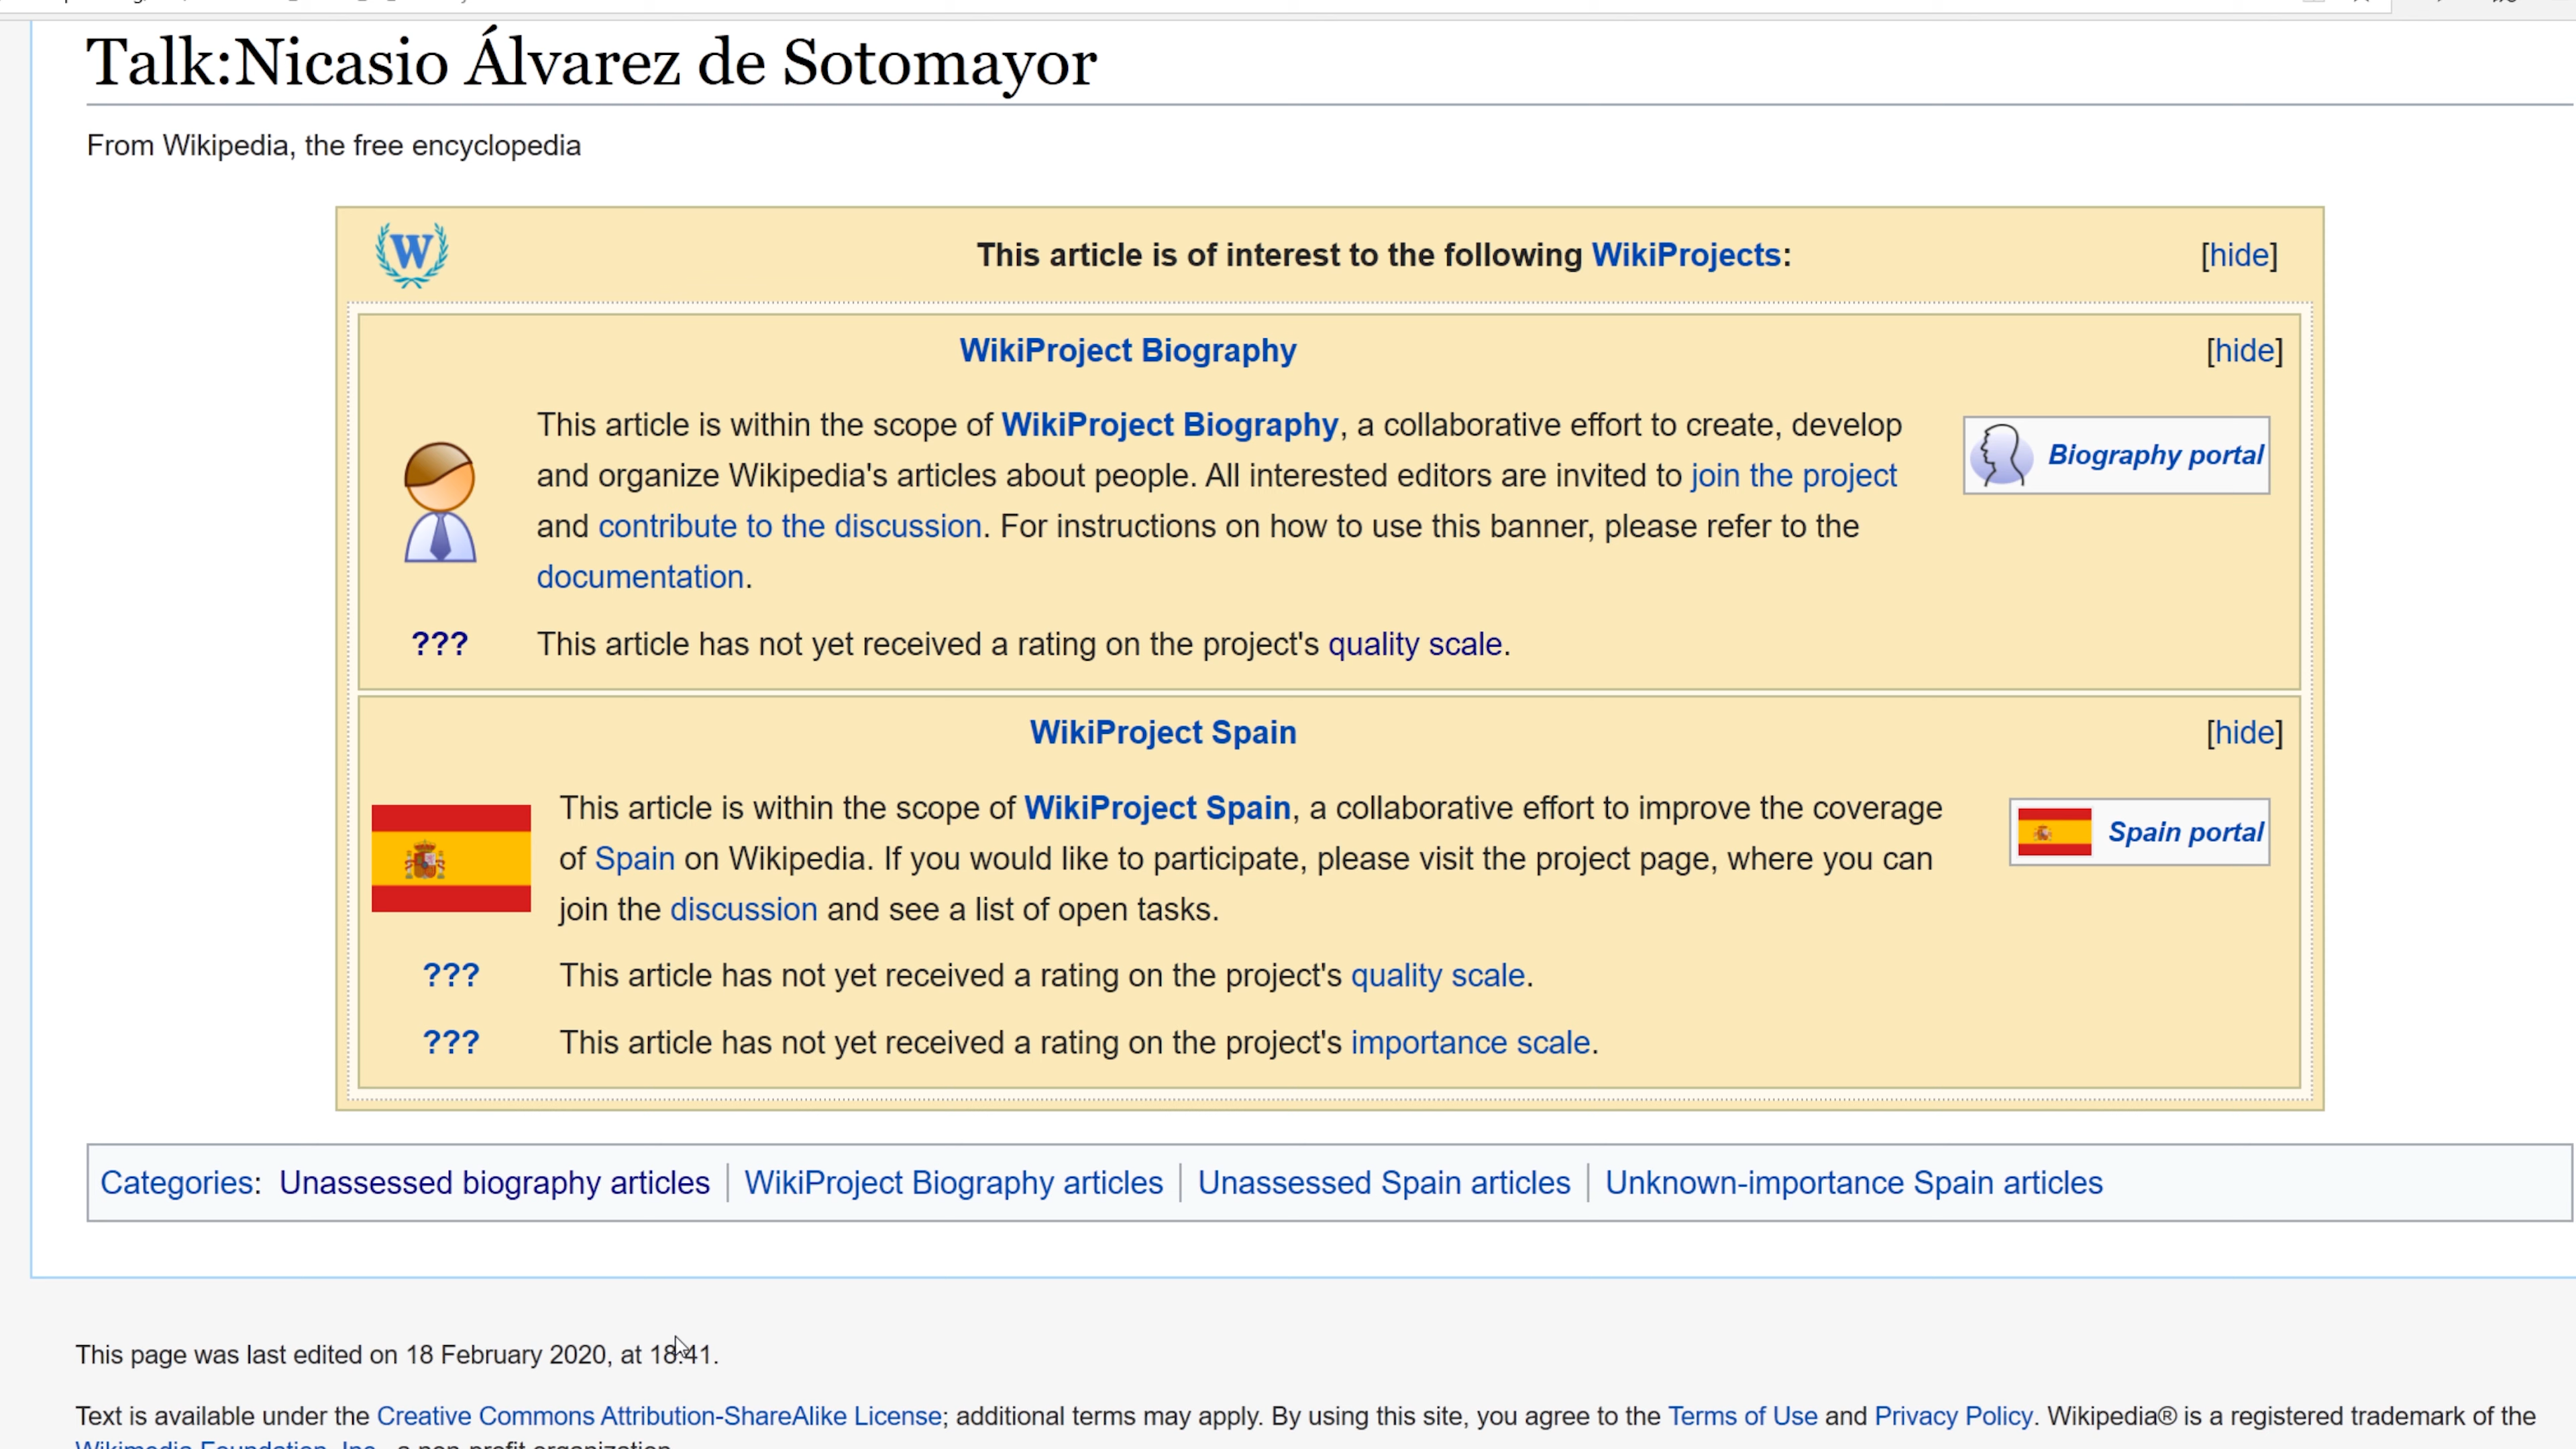 Talk:Nicasio Álvarez de Sotomayor
From Wikipedia, the free encyclopedia
W
This article is of interest to the following WikiProjects:
[hide]
WikiProject Biography
[hide]
This article is within the scope of WikiProject Biography, a collaborative effort to create, develop
and organize Wikipedia's articles about people. All interested editors are invited to join the project
and contribute to the discussion. For instructions on how to use this banner, please refer to the
documentation.
Biography portal
??? This article has not yet received a rating on the project's quality scale.
WikiProject Spain
[hide]
This article is within the scope of WikiProject Spain, a collaborative effort to improve the coverage
of Spain on Wikipedia. If you would like to participate, please visit the project page, where you can
join the discussion and see a list of open tasks.
Spain portal
??? This article has not yet received a rating on the project's quality scale.
??? This article has not yet received a rating on the project's importance scale.
Categories: Unassessed biography articles | WikiProject Biography articles | Unassessed Spain articles | Unknown-importance Spain articles
This page was last edited on 18 February 2020, at 18:41.
Text is available under the Creative Commons Attribution-ShareAlike License; additional terms may apply. By using this site, you agree to the Terms of Use and Privacy Policy. Wikipedia® is a registered trademark of the
Wikimedia Foundation, Inc., a non-profit organization.